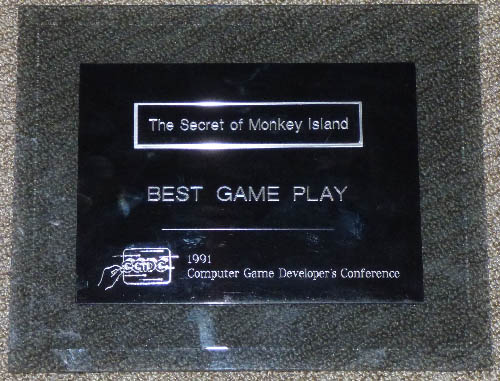 The Secret of Monkey Island
BEST GAME PLAY
CGDC
1991
Computer Game Developer's Conference